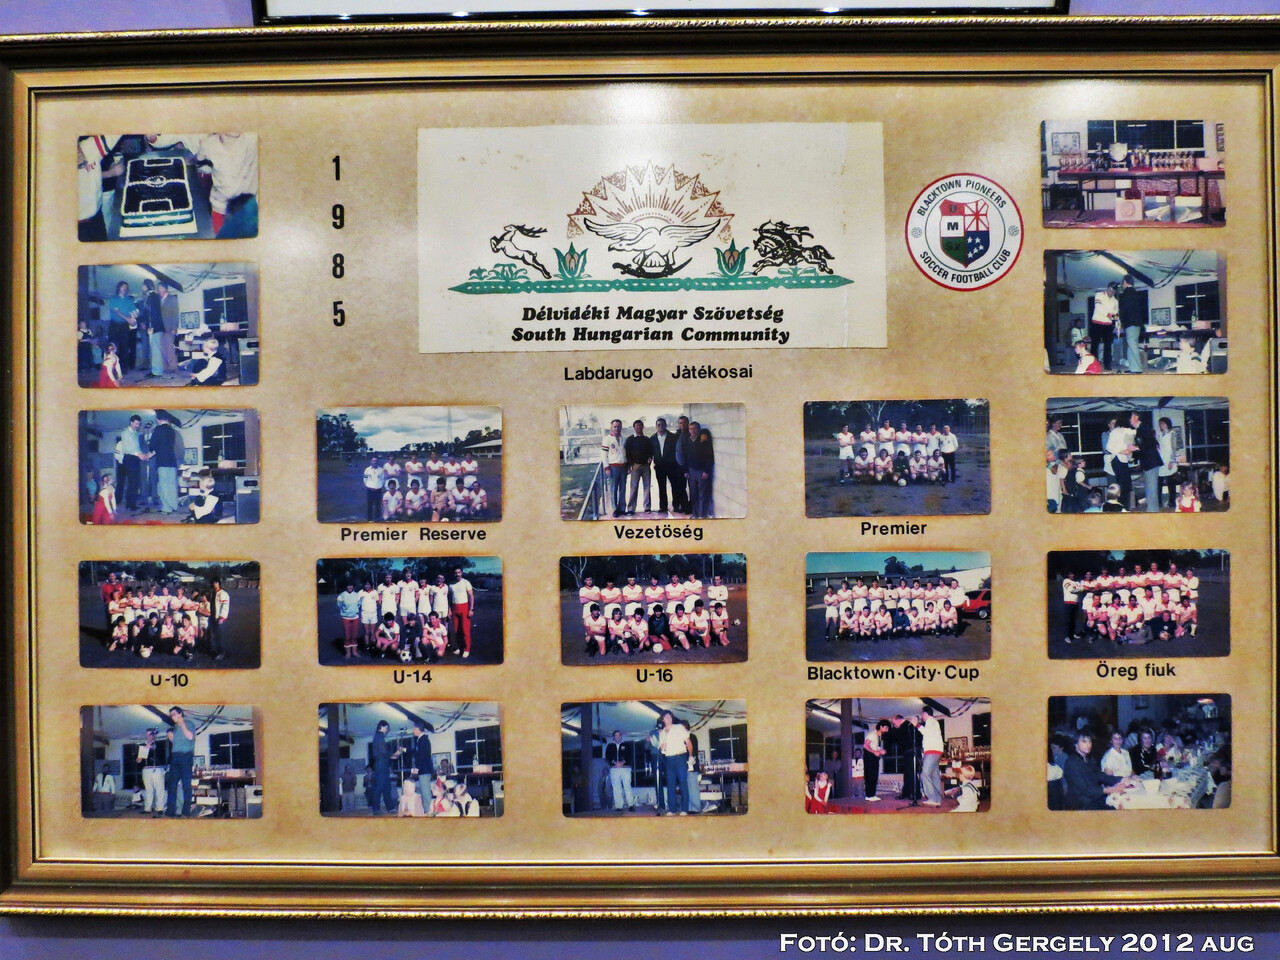 1
9
8
5
Délvidéki Magyar Szövetség
South Hungarian Community
BLACKTOWN PIONEERS
M
SOCCER FOOTBALL CLUB
Labdarugo Jàtékosai
Premier Reserve
Vezetöség
Premier
U-10
U-14
U-16
Blacktown·City·Cup
Öreg fiuk
Fotó: Dr. Tóth Gergely 2012 aug